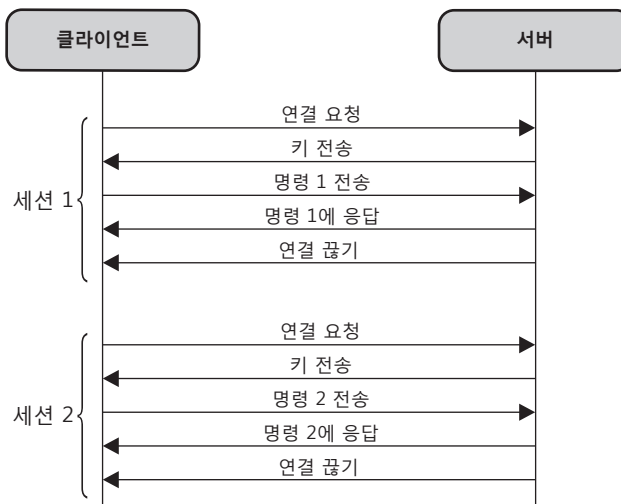 클라이언트
서버
세션 1
연결 요청
키 전송
명령 1 전송
명령 1에 응답
연결 끊기
세션 2
연결 요청
키 전송
명령 2 전송
명령 2에 응답
연결 끊기